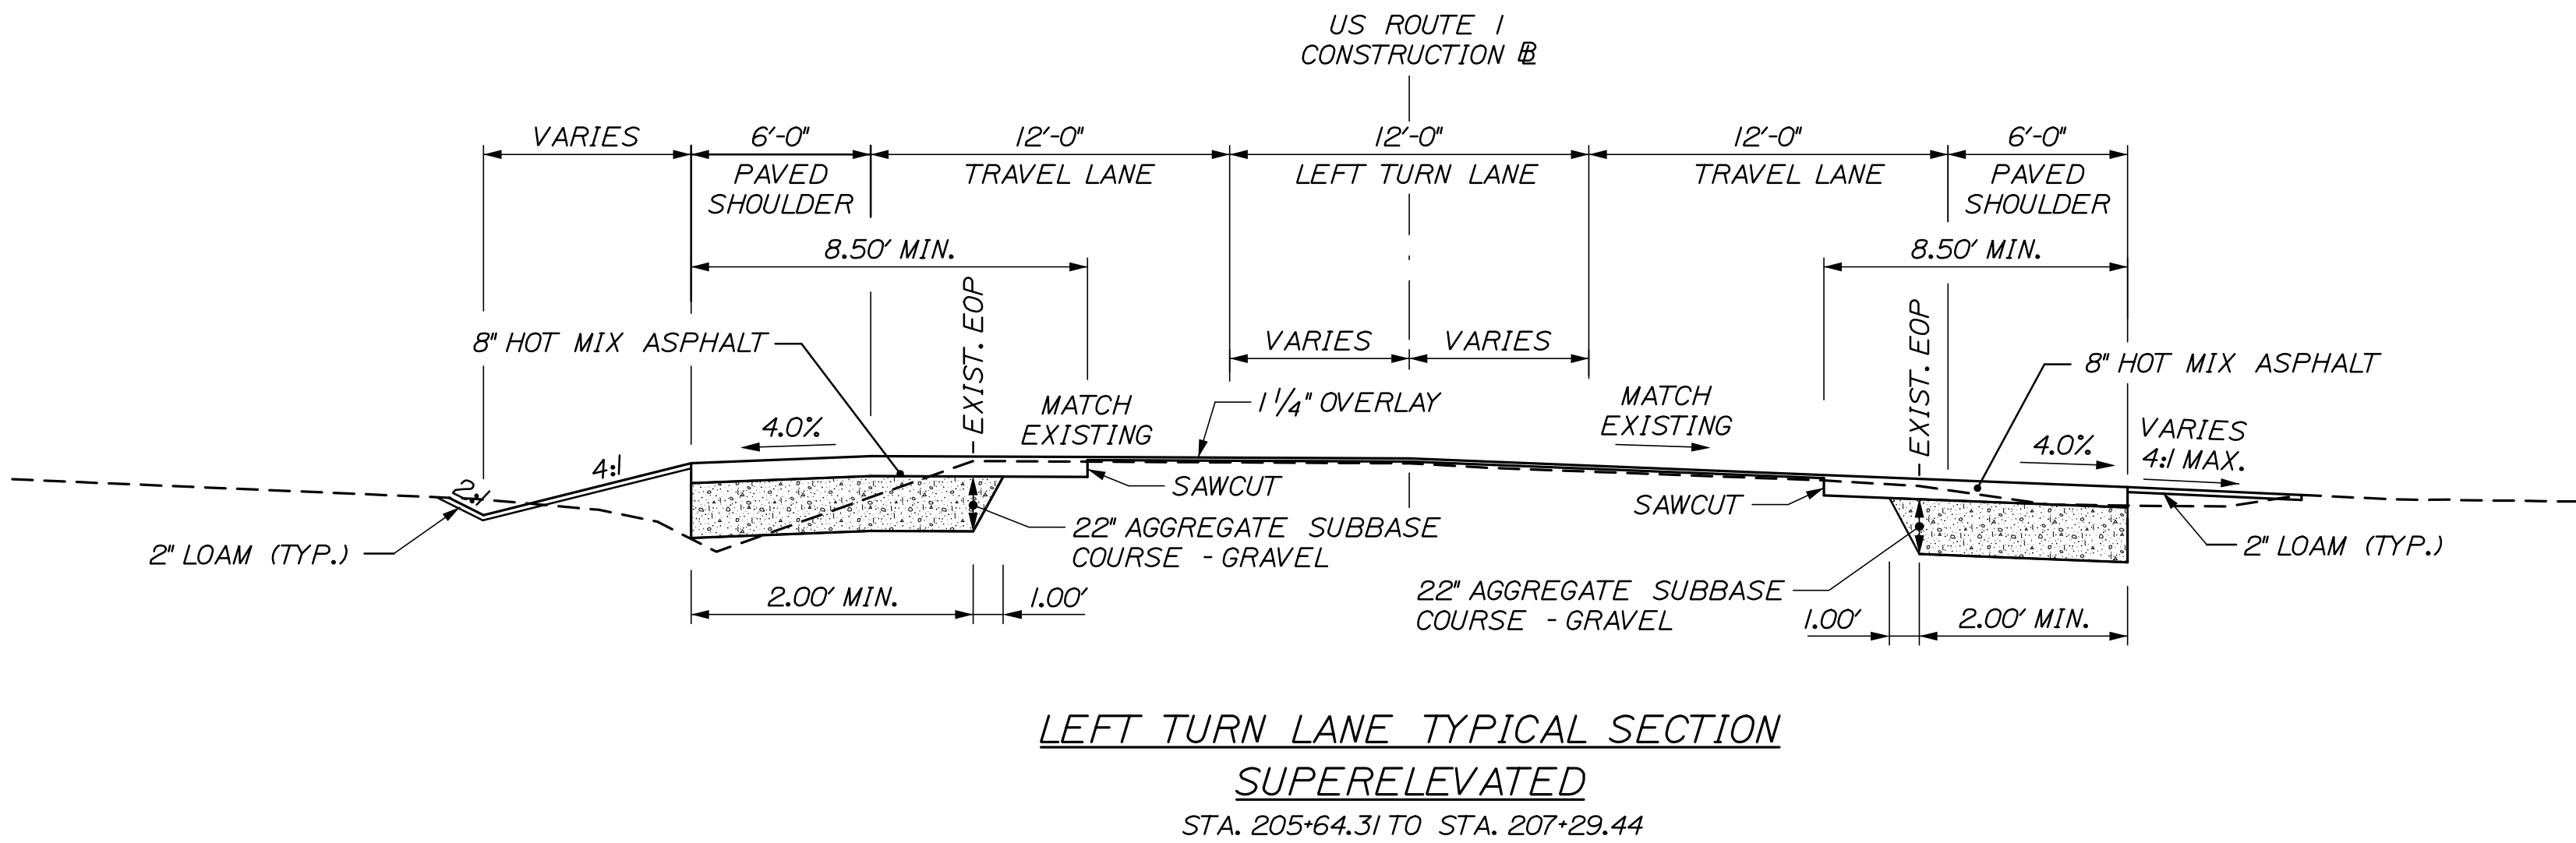 US ROUTE 1
CONSTRUCTION BL
VARIES
6'-0"
12'-0"
12'-0"
12'-0"
6'-0"
PAVED
SHOULDER
TRAVEL LANE
LEFT TURN LANE
TRAVEL LANE
PAVED
SHOULDER
8.50' MIN.
8.50' MIN.
EXIST. EOP
EXIST. EOP
8" HOT MIX ASPHALT
VARIES
VARIES
8" HOT MIX ASPHALT
MATCH
EXISTING
1 1/4" OVERLAY
MATCH
EXISTING
4.0%
4.0%
VARIES
4:1 MAX.
2:1
4:1
SAWCUT
SAWCUT
2" LOAM (TYP.)
22" AGGREGATE SUBBASE
COURSE - GRAVEL
2" LOAM (TYP.)
22" AGGREGATE SUBBASE
COURSE - GRAVEL
2.00' MIN.
1.00'
1.00'
2.00' MIN.
LEFT TURN LANE TYPICAL SECTION
SUPERELEVATED
STA. 205+64.31 TO STA. 207+29.44